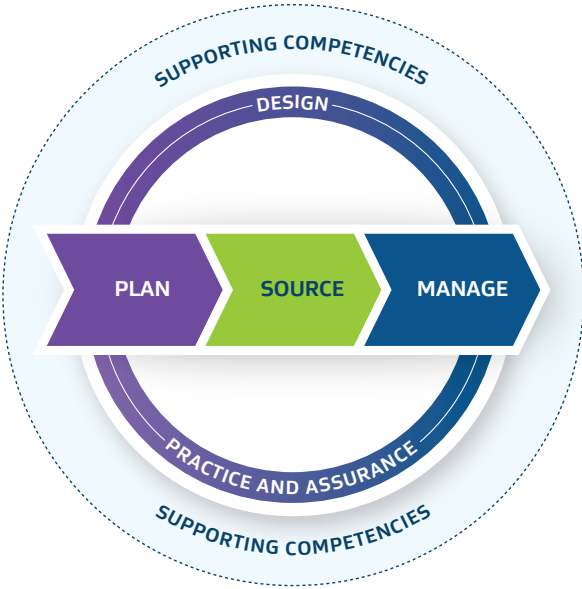 SUPPORTING COMPETENCIES
DESIGN
PLAN
SOURCE
MANAGE
PRACTICE AND ASSURANCE
SUPPORTING COMPETENCIES